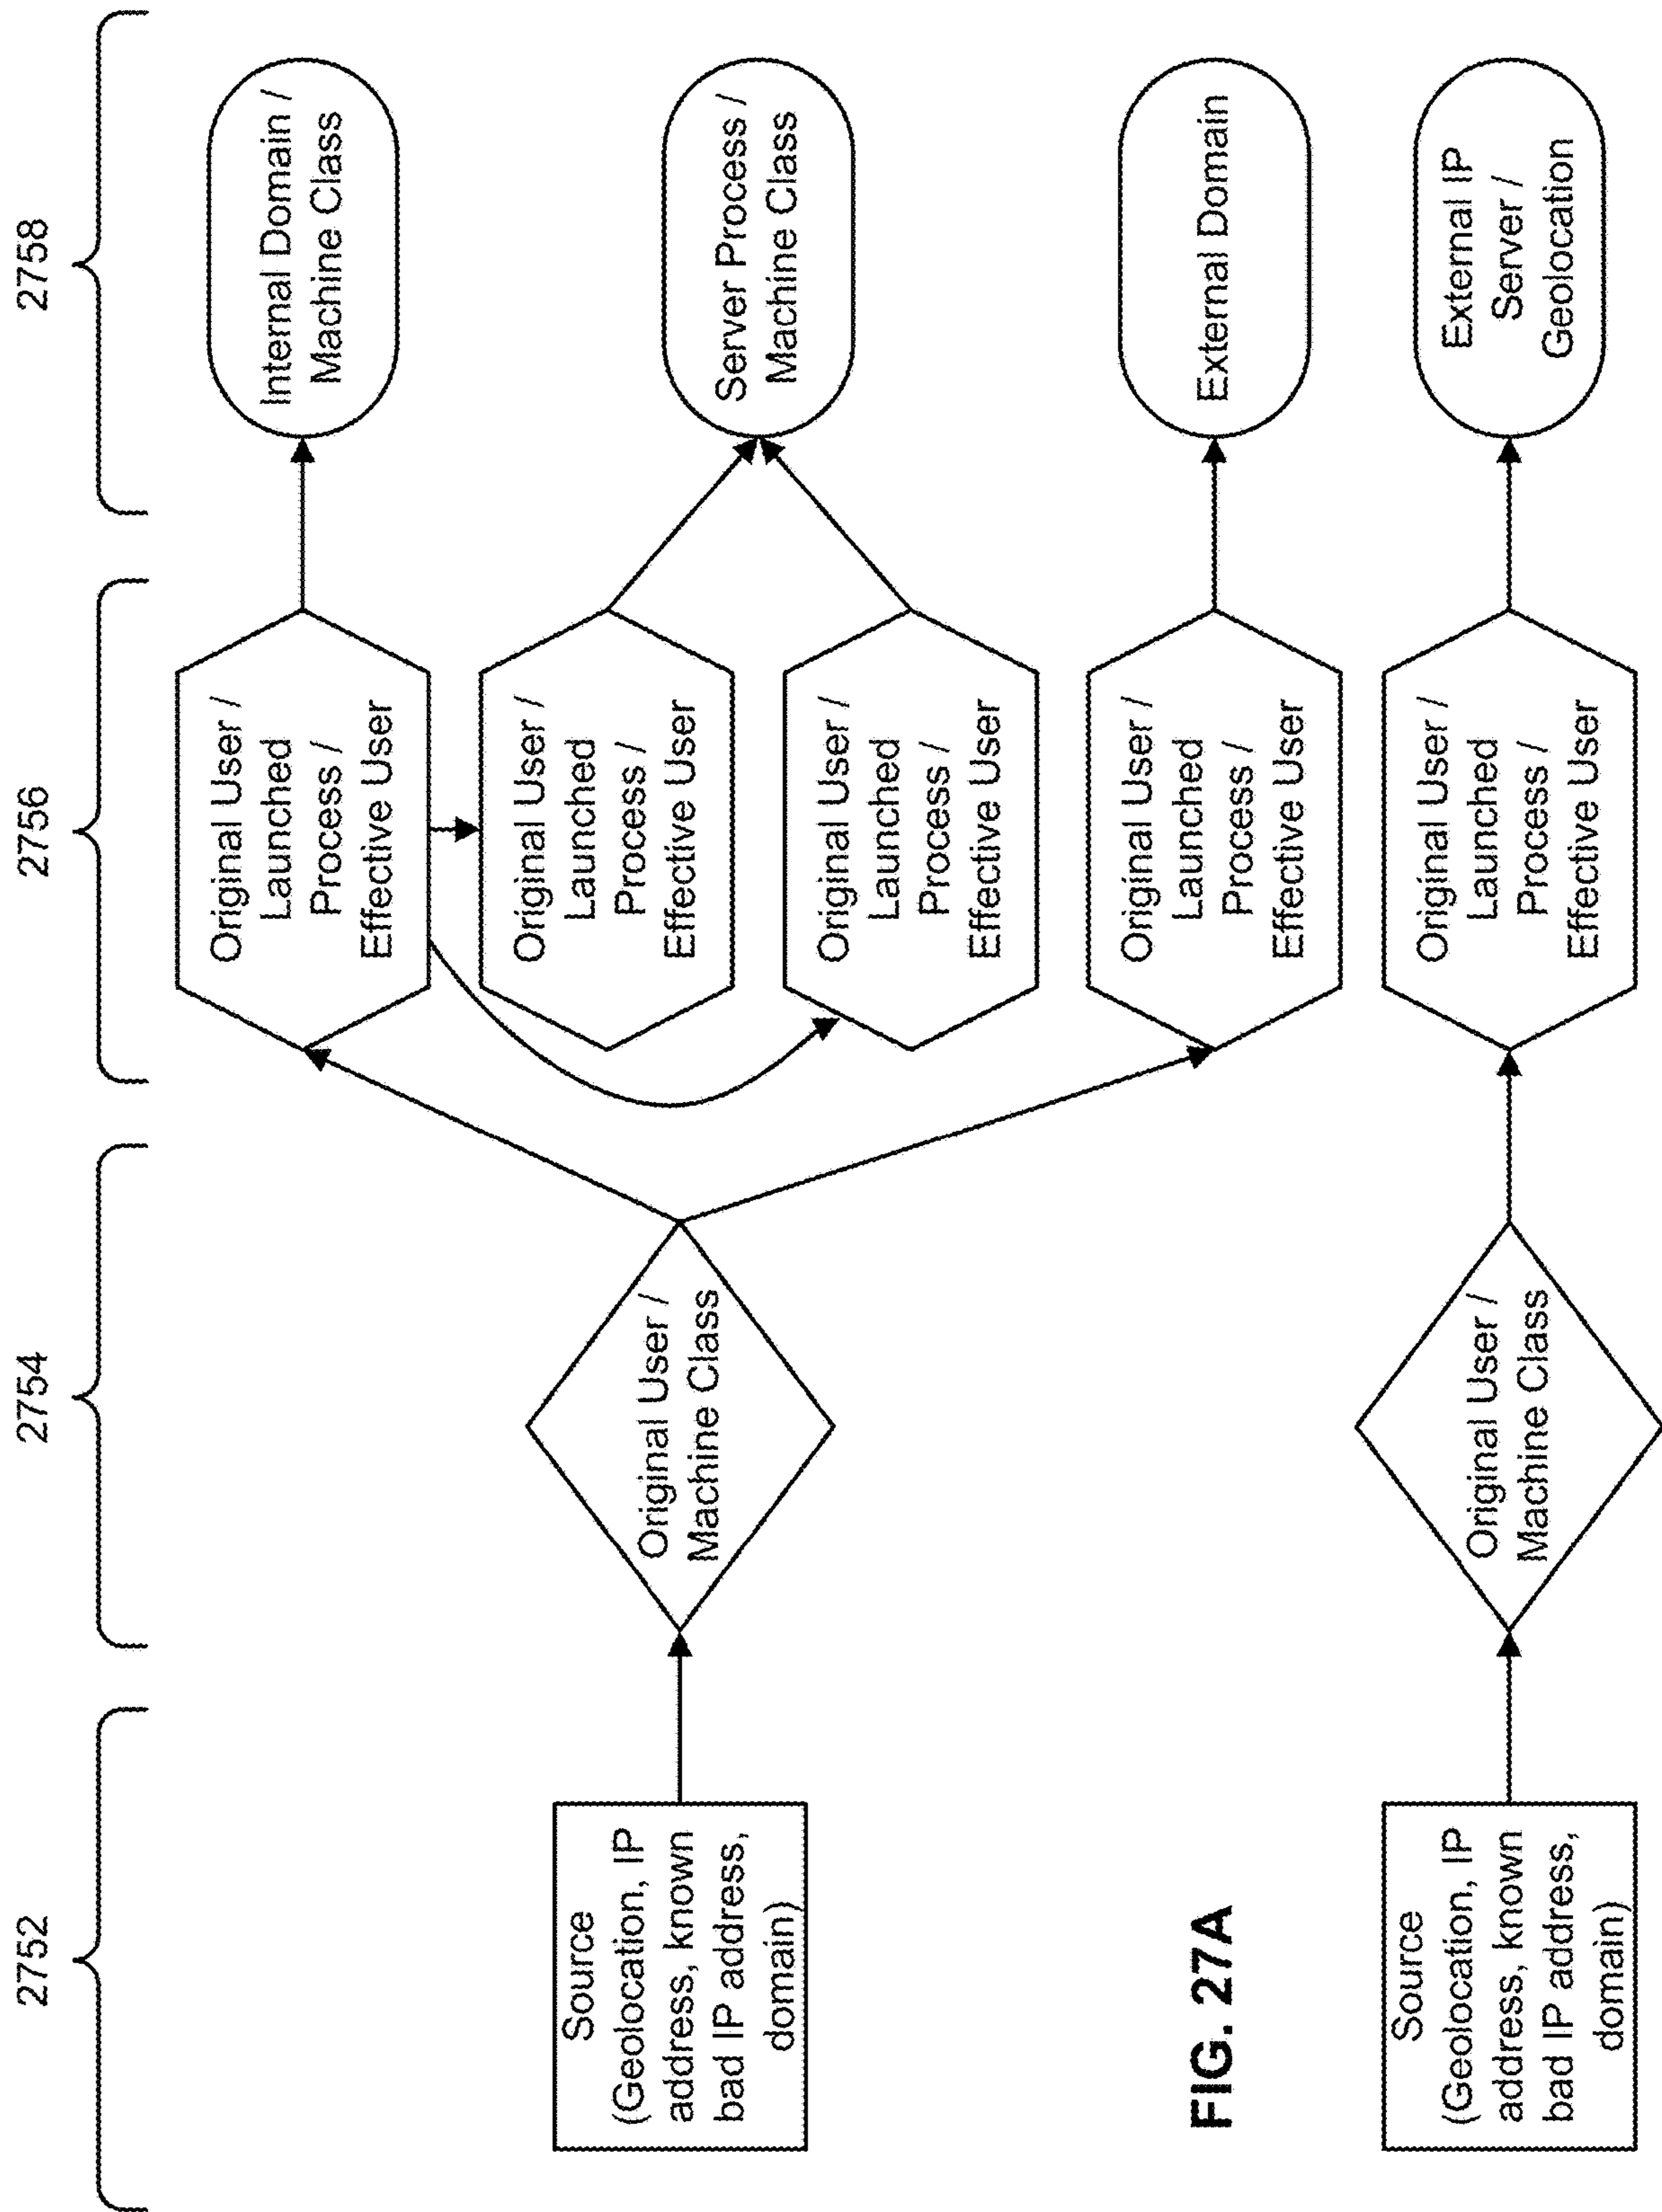 2752
2754
2756
2758
Source
(Geolocation, IP
address, known
bad IP address,
domain)
Original User /
Machine Class
Original User /
Launched
Process /
Effective User
Internal Domain /
Machine Class
Original User /
Launched
Process /
Effective User
Server Process /
Machine Class
Original User /
Launched
Process /
Effective User
Original User /
Launched
Process /
Effective User
External Domain
FIG. 27A
Source
(Geolocation, IP
address, known
bad IP address,
domain)
Original User /
Machine Class
Original User /
Launched
Process /
Effective User
External IP
Server /
Geolocation